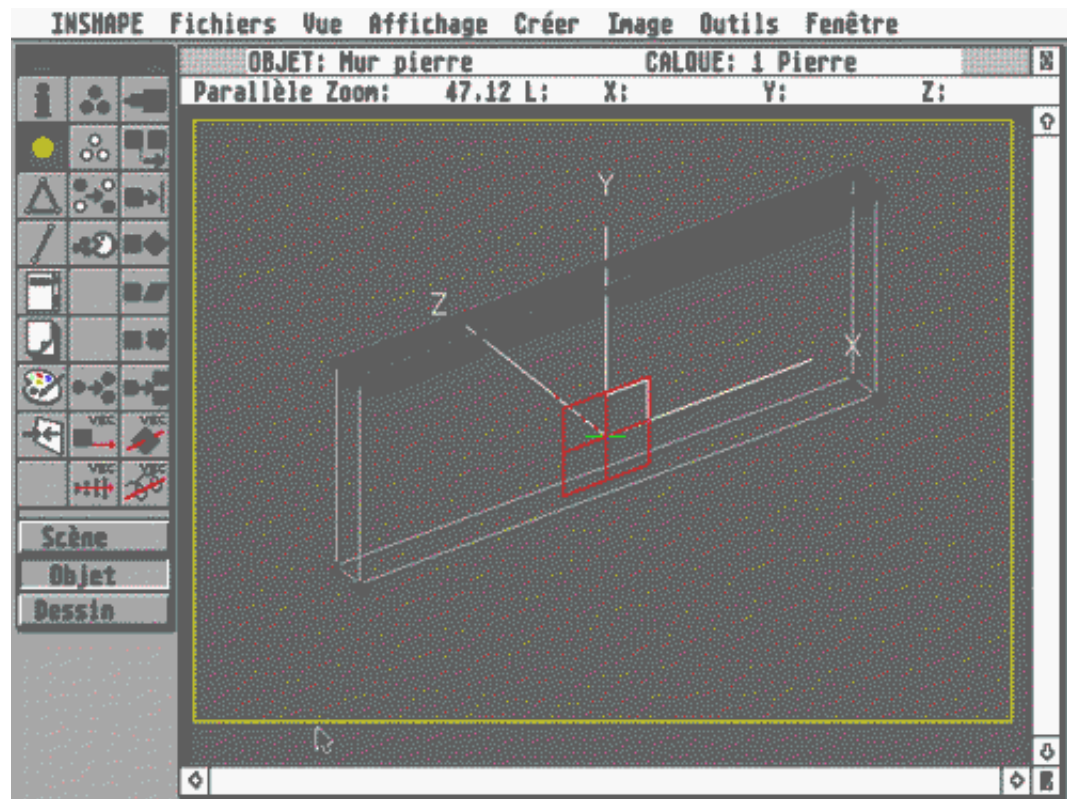 INSHAPE Fichiers Vue Affichage Créer Image Outils Fenêtre
OBJET: Mur pierre CALQUE: 1 Pierre
Parallèle Zoom: 47.12 L: X: Y: Z:
Y
Z
X
VEC
VEC
VEC
VEC
Scène
Objet
Dessin